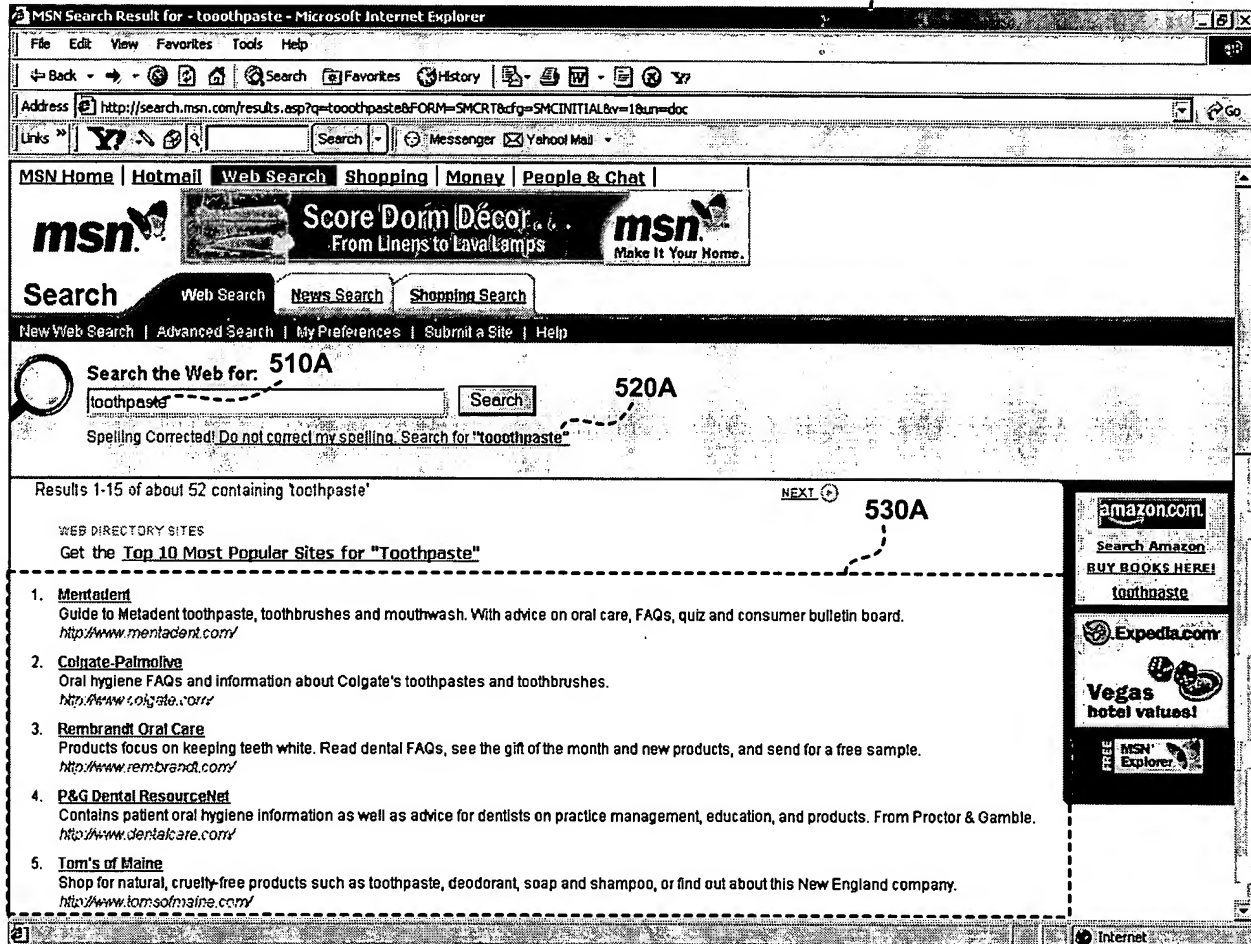 MSN Search Result for - tooothpaste - Microsoft Internet Explorer
File Edit View Favorites Tools Help
Back Search Favorites History
Address http://search.msn.com/results.asp?q=tooothpaste&FORM=SMCRT&cfg=SMCINITIAL&v=1&un=doc Go
Links » Y! Search Messenger Yahoo! Mail
MSN Home | Hotmail | Web Search | Shopping | Money | People & Chat |
msn. Score Dorm Décor...
From Linens to Lava Lamps
msn.
Make It Your Home.
Search Web Search News Search Shopping Search
New Web Search | Advanced Search | My Preferences | Submit a Site | Help
Search the Web for: 510A
toothpaste Search 520A
Spelling Corrected! Do not correct my spelling. Search for "tooothpaste"
Results 1-15 of about 52 containing 'toothpaste' NEXT
530A
WEB DIRECTORY SITES
Get the Top 10 Most Popular Sites for "Toothpaste"
1. Mentadent
Guide to Metadent toothpaste, toothbrushes and mouthwash. With advice on oral care, FAQs, quiz and consumer bulletin board.
http://www.mentadent.com/
2. Colgate-Palmolive
Oral hygiene FAQs and information about Colgate's toothpastes and toothbrushes.
http://www.colgate.com/
3. Rembrandt Oral Care
Products focus on keeping teeth white. Read dental FAQs, see the gift of the month and new products, and send for a free sample.
http://www.rembrandt.com/
4. P&G Dental ResourceNet
Contains patient oral hygiene information as well as advice for dentists on practice management, education, and products. From Proctor & Gamble.
http://www.dentalcare.com/
5. Tom's of Maine
Shop for natural, cruelty-free products such as toothpaste, deodorant, soap and shampoo, or find out about this New England company.
http://www.tomsofmaine.com/
amazon.com
Search Amazon
BUY BOOKS HERE!
toothpaste
Expedia.com
Vegas
hotel values!
FREE MSN
Explorer
Internet